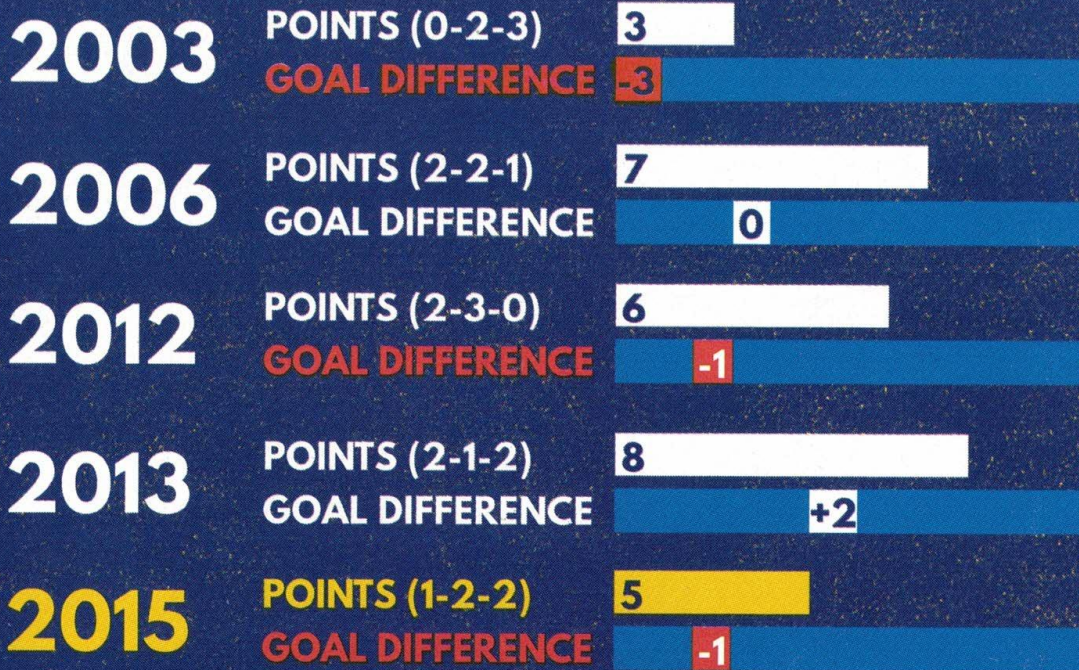 2003
POINTS (0-2-3) 3
GOAL DIFFERENCE -3
2006
POINTS (2-2-1) 7
GOAL DIFFERENCE 0
2012
POINTS (2-3-0) 6
GOAL DIFFERENCE -1
2013
POINTS (2-1-2) 8
GOAL DIFFERENCE +2
2015
POINTS (1-2-2) 5
GOAL DIFFERENCE -1